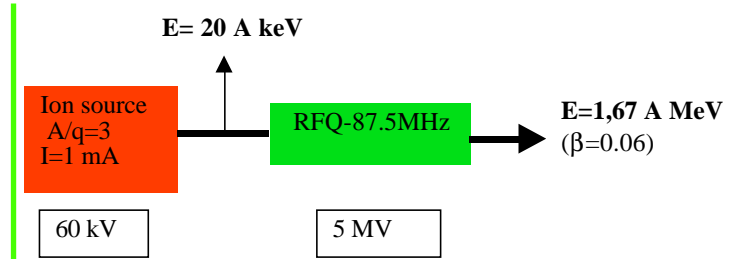 E= 20 A keV
Ion source
A/q=3
I=1 mA
RFQ-87.5MHz
E=1,67 A MeV
(β=0.06)
60 kV
5 MV